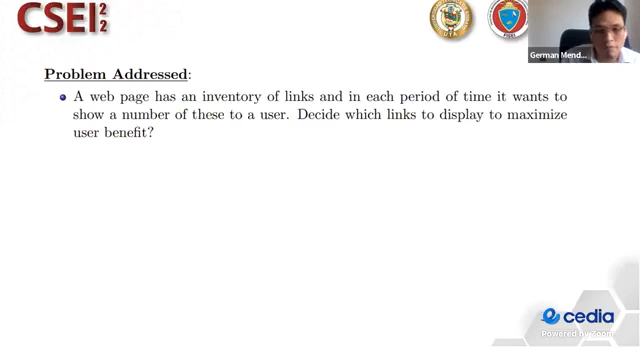 CSEI 2
2
UTA
German Mend...
Problem Addressed:
A web page has an inventory of links and in each period of time it wants to
show a number of these to a user. Decide which links to display to maximize
user benefit?
cedia
Powered by Zoom